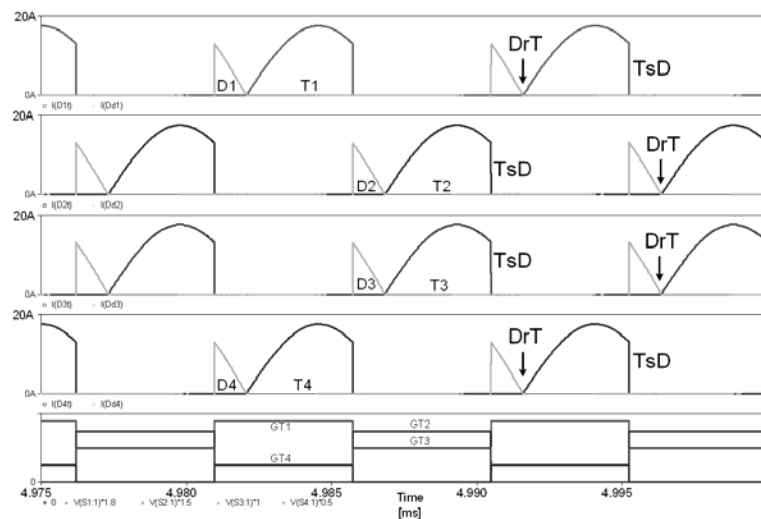 20A
DrT
TsD
D1
T1
0A
I(D1t) I(Dd1)
20A
DrT
TsD
D2
T2
0A
I(D2t) I(Dd2)
20A
DrT
TsD
D3
T3
0A
I(D3t) I(Dd3)
20A
DrT
TsD
D4
T4
0A
I(D4t) I(Dd4)
GT1 GT2
GT3
GT4
0
4.975 4.980 4.985 4.990 4.995
Time
[ms]
0 V(S1:1)*1.8 V(S2:1)*1.5 V(S3:1)*1 V(S4:1)*0.5